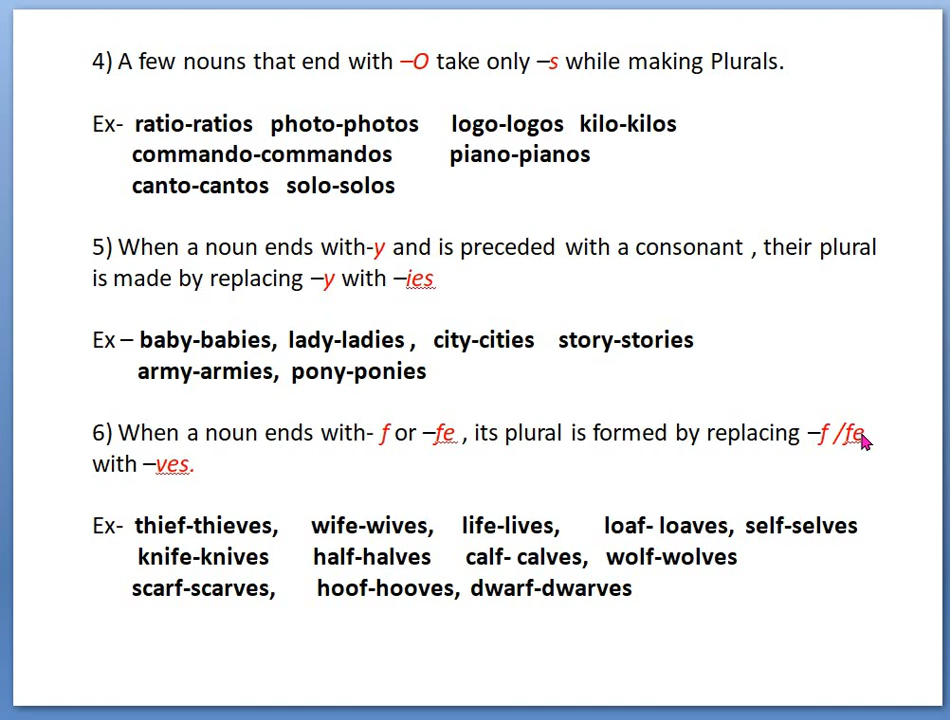 4) A few nouns that end with –O take only –s while making Plurals.
Ex- ratio-ratios photo-photos logo-logos kilo-kilos
commando-commandos piano-pianos
canto-cantos solo-solos
5) When a noun ends with-y and is preceded with a consonant , their plural
is made by replacing –y with –ies
Ex – baby-babies, lady-ladies , city-cities story-stories
army-armies, pony-ponies
6) When a noun ends with- f or –fe , its plural is formed by replacing –f /fe
with –ves.
Ex- thief-thieves, wife-wives, life-lives, loaf- loaves, self-selves
knife-knives half-halves calf- calves, wolf-wolves
scarf-scarves, hoof-hooves, dwarf-dwarves